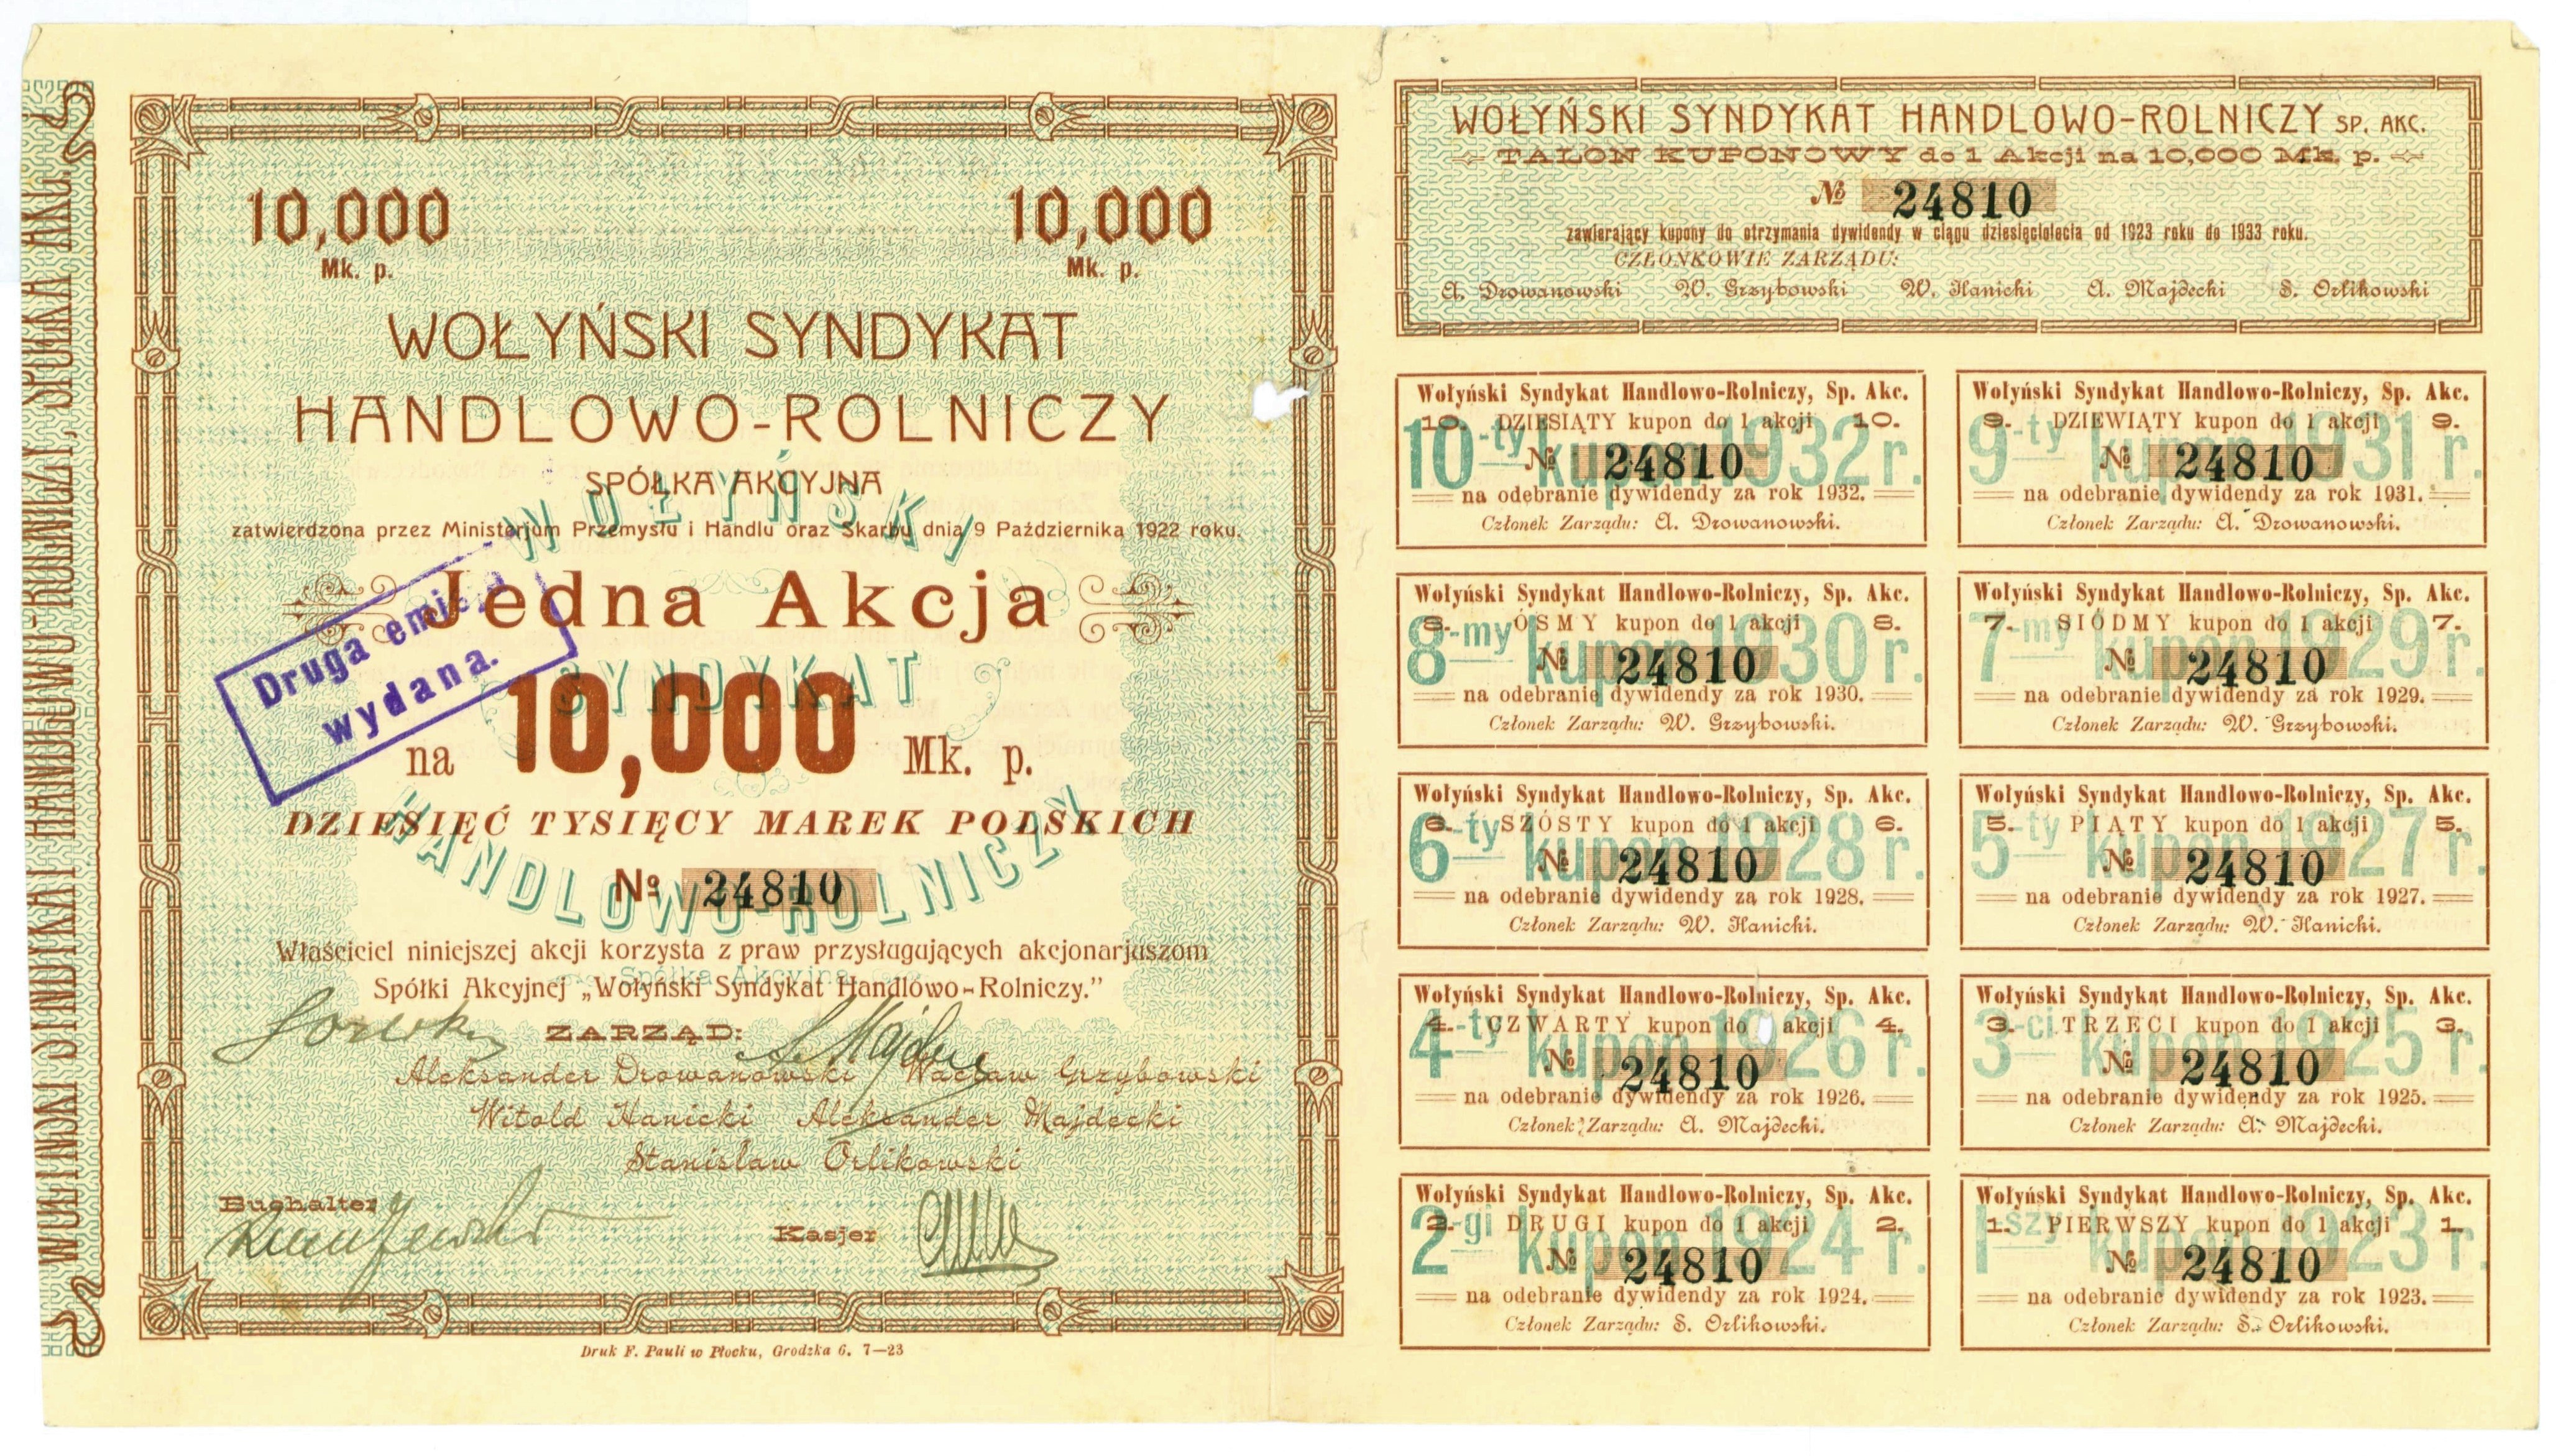 WOŁYŃSKI SYNDYKAT HANDLOWO-ROLNICZY, SPÓŁKA AKC.
10,000 10,000
Mk. p. Mk. p.
WOŁYŃSKI SYNDYKAT
HANDLOWO-ROLNICZY
SPÓŁKA AKCYJNA
zatwierdzona przez Ministerjum Przemysłu i Handlu oraz Skarbu dnia 9 Października 1922 roku.
WOŁYŃSKI
Jedna Akcja
Druga emisja
wydana.
SYNDYKAT
na 10,000 Mk. p.
DZIESIĘĆ TYSIĘCY MAREK POLSKICH
HANDLOWO-ROLNICZY
№ 24810
Właściciel niniejszej akcji korzysta z praw przysługujących akcjonarjuszom
Spółka Akcyjna
Spółki Akcyjnej „Wołyński Syndykat Handlowo-Rolniczy.”
ZARZĄD:
Aleksander Drowanowski Wacław Grzybowski
Witold Ilanicki Aleksander Majdecki
Stanisław Orlikowski
Buchalter
Kasjer
Druk F. Pauli w Płocku, Grodzka 6. 7—23
WOŁYŃSKI SYNDYKAT HANDLOWO-ROLNICZY SP. AKC.
TALON KUPONOWY do 1 Akcji na 10,000 Mk. p.
№ 24810
zawierający kupony do otrzymania dywidendy w ciągu dziesięciolecia od 1923 roku do 1933 roku.
CZŁONKOWIE ZARZĄDU:
A. Drowanowski W. Grzybowski W. Ilanicki A. Majdecki S. Orlikowski
Wołyński Syndykat Handlowo-Rolniczy, Sp. Akc.
10. DZIESIĄTY kupon do 1 akcji 10.
10-ty kupon 1932 r.
№ 24810
na odebranie dywidendy za rok 1932.
Członek Zarządu: A. Drowanowski.
Wołyński Syndykat Handlowo-Rolniczy, Sp. Akc.
9. DZIEWIĄTY kupon do 1 akcji 9.
9-ty kupon 1931 r.
№ 24810
na odebranie dywidendy za rok 1931.
Członek Zarządu: A. Drowanowski.
Wołyński Syndykat Handlowo-Rolniczy, Sp. Akc.
8. ÓSMY kupon do 1 akcji 8.
8-my kupon 1930 r.
№ 24810
na odebranie dywidendy za rok 1930.
Członek Zarządu: W. Grzybowski.
Wołyński Syndykat Handlowo-Rolniczy, Sp. Akc.
7. SIÓDMY kupon do 1 akcji 7.
7-my kupon 1929 r.
№ 24810
na odebranie dywidendy za rok 1929.
Członek Zarządu: W. Grzybowski.
Wołyński Syndykat Handlowo-Rolniczy, Sp. Akc.
6. SZÓSTY kupon do 1 akcji 6.
6-ty kupon 1928 r.
№ 24810
na odebranie dywidendy za rok 1928.
Członek Zarządu: W. Ilanicki.
Wołyński Syndykat Handlowo-Rolniczy, Sp. Akc.
5. PIĄTY kupon do 1 akcji 5.
5-ty kupon 1927 r.
№ 24810
na odebranie dywidendy za rok 1927.
Członek Zarządu: W. Ilanicki.
Wołyński Syndykat Handlowo-Rolniczy, Sp. Akc.
4. CZWARTY kupon do akcji 4.
4-ty kupon 1926 r.
№ 24810
na odebranie dywidendy za rok 1926.
Członek Zarządu: A. Majdecki.
Wołyński Syndykat Handlowo-Rolniczy, Sp. Akc.
3. TRZECI kupon do 1 akcji 3.
3-ci kupon 1925 r.
№ 24810
na odebranie dywidendy za rok 1925.
Członek Zarządu: A. Majdecki.
Wołyński Syndykat Handlowo-Rolniczy, Sp. Akc.
2. DRUGI kupon do 1 akcji 2.
2-gi kupon 1924 r.
№ 24810
na odebranie dywidendy za rok 1924.
Członek Zarządu: S. Orlikowski.
Wołyński Syndykat Handlowo-Rolniczy, Sp. Akc.
1. PIERWSZY kupon do 1 akcji 1.
1-szy kupon 1923 r.
№ 24810
na odebranie dywidendy za rok 1923.
Członek Zarządu: S. Orlikowski.